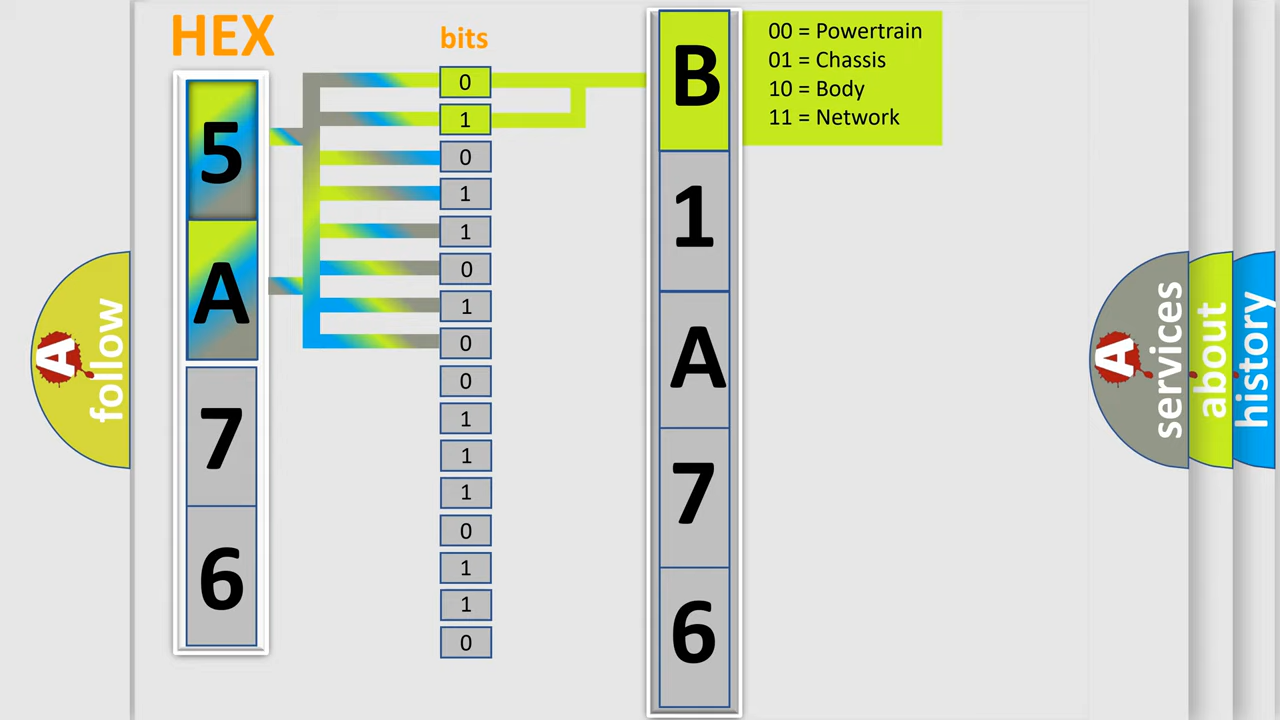 HEX
bits
5
A
7
6
0
1
0
1
1
0
1
0
0
1
1
1
0
1
1
0
B
1
A
7
6
00 = Powertrain
01 = Chassis
10 = Body
11 = Network
A
follow
A
services
about
history